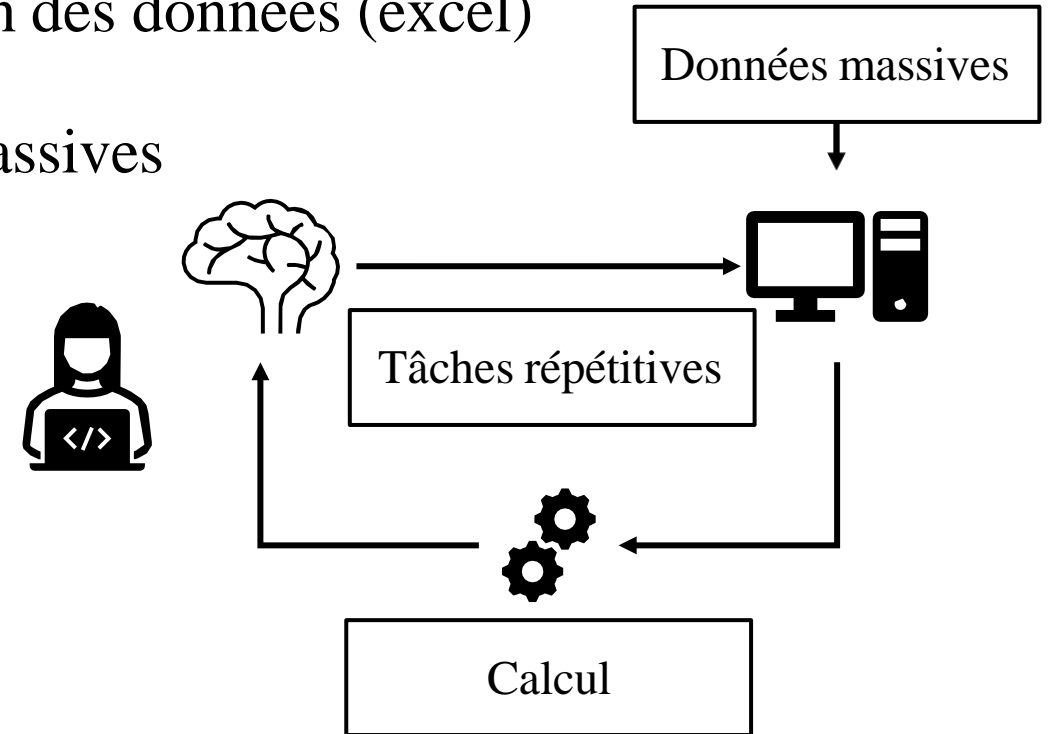 n des données (excel)
Données massives
assives
Tâches répétitives
</>
Calcul